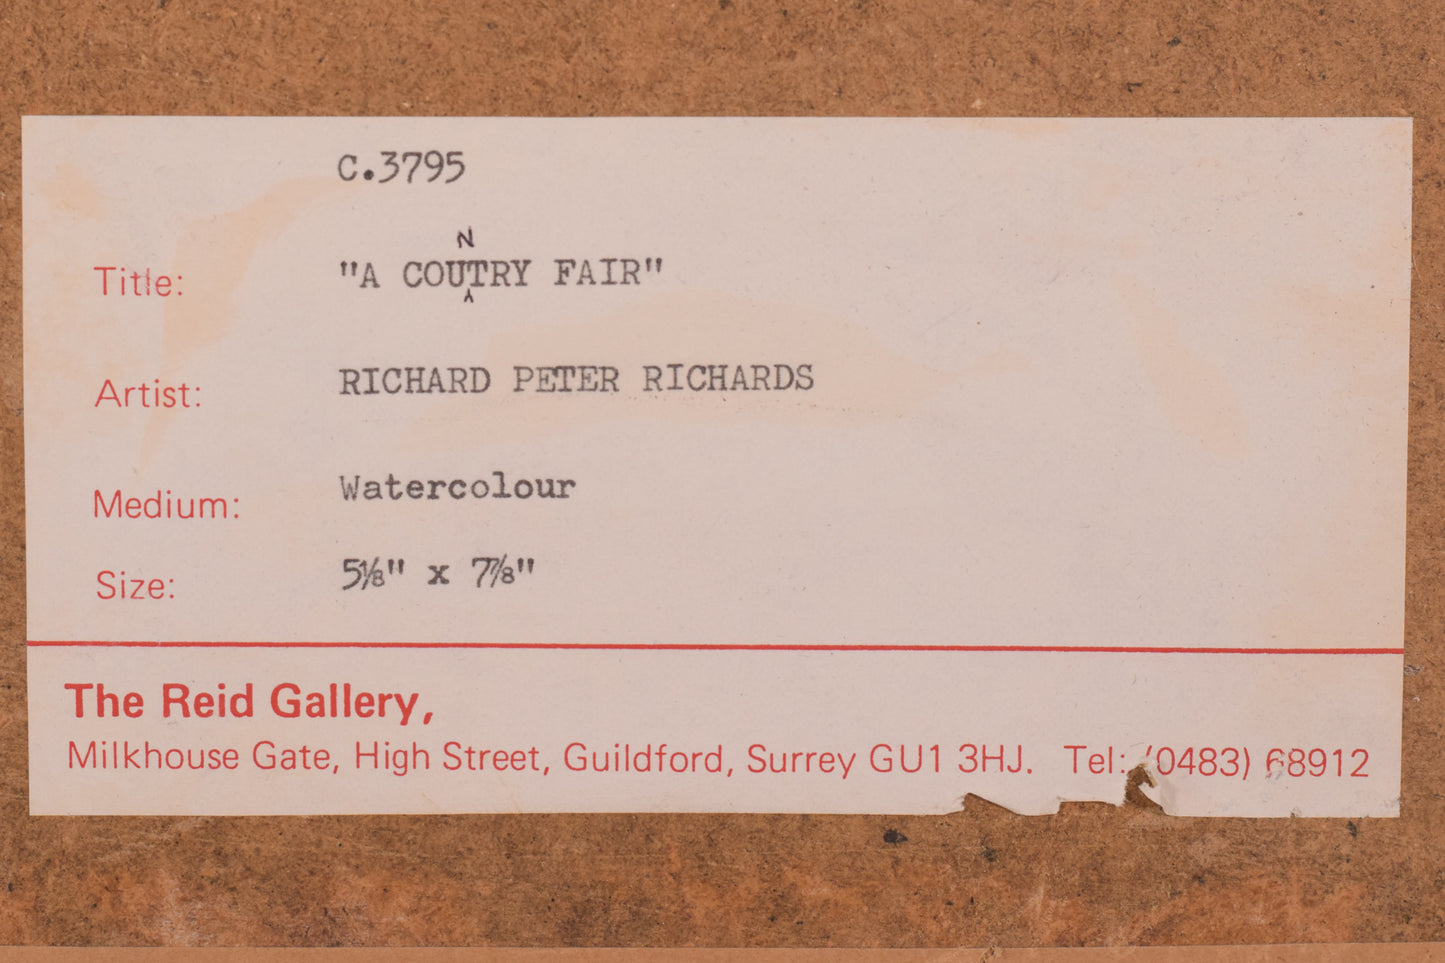 C.3795
N
Title: "A COUTRY FAIR"
Artist: RICHARD PETER RICHARDS
Medium: Watercolour
Size: 5⅛" x 7⅞"
The Reid Gallery,
Milkhouse Gate, High Street, Guildford, Surrey GU1 3HJ. Tel: (0483) 68912